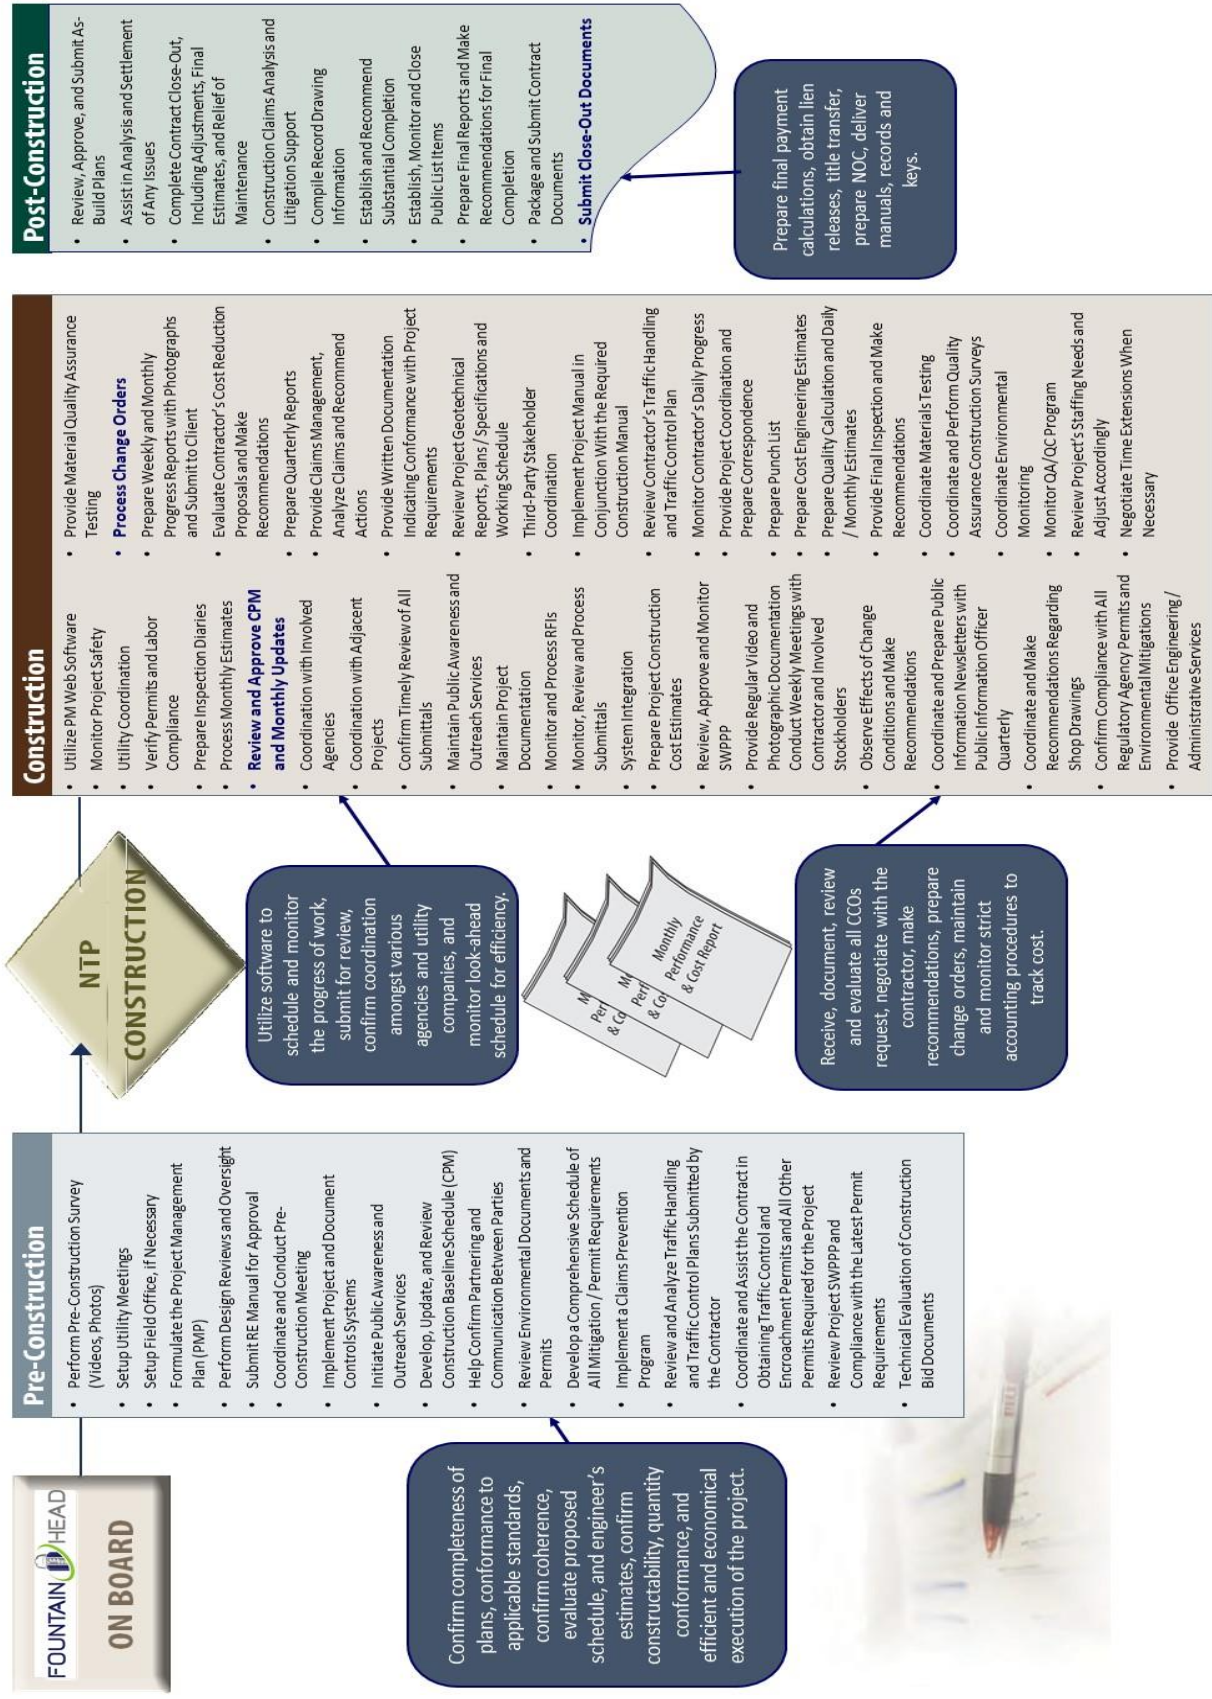 FOUNTAIN HEAD
ON BOARD
Confirm completeness of
plans, conformance to
applicable standards,
confirm coherence,
evaluate proposed
schedule, and engineer's
estimates, confirm
constructability, quantity
conformance, and
efficient and economical
execution of the project.
Pre-Construction
• Perform Pre-Construction Survey
(Videos, Photos)
• Setup Utility Meetings
• Setup Field Office, if Necessary
• Formulate the Project Management
Plan (PMP)
• Perform Design Reviews and Oversight
• Submit RE Manual for Approval
• Coordinate and Conduct Pre-
Construction Meeting
• Implement Project and Document
Controls Systems
• Initiate Public Awareness and
Outreach Services
• Develop, Update, and Review
Construction Baseline Schedule (CPM)
• Help Confirm Partnering and
Communication Between Parties
• Review Environmental Documents and
Permits
• Develop a Comprehensive Schedule of
All Mitigation / Permit Requirements
• Implement a Claims Prevention
Program
• Review and Analyze Traffic Handling
and Traffic Control Plans Submitted by
the Contractor
• Coordinate and Assist the Contract in
Obtaining Traffic Control and
Encroachment Permits and All Other
Permits Required for the Project
• Review Project SWPPP and
Compliance with the Latest Permit
Requirements
• Technical Evaluation of Construction
Bid Documents
NTP
CONSTRUCTION
Utilize software to
schedule and monitor
the progress of work,
submit for review,
confirm coordination
amongst various
agencies and utility
companies, and
monitor look-ahead
schedule for efficiency.
M
Perf
& Co
M
Perf
& Co
Monthly
Performance
& Cost Report
Receive, document, review
and evaluate all CCOs
request, negotiate with the
contractor, make
recommendations, prepare
change orders, maintain
and monitor strict
accounting procedures to
track cost.
Construction
• Utilize PM Web Software
• Monitor Project Safety
• Utility Coordination
• Verify Permits and Labor
Compliance
• Prepare Inspection Diaries
• Process Monthly Estimates
• Review and Approve CPM
and Monthly Updates
• Coordination with Involved
Agencies
• Coordination with Adjacent
Projects
• Confirm Timely Review of All
Submittals
• Maintain Public Awareness and
Outreach Services
• Maintain Project
Documentation
• Monitor and Process RFIs
• Monitor, Review and Process
Submittals
• System Integration
• Prepare Project Construction
Cost Estimates
• Review, Approve and Monitor
SWPPP
• Provide Regular Video and
Photographic Documentation
• Conduct Weekly Meetings with
Contractor and Involved
Stockholders
• Observe Effects of Change
Conditions and Make
Recommendations
• Coordinate and Prepare Public
Information Newsletters with
Public Information Officer
Quarterly
• Coordinate and Make
Recommendations Regarding
Shop Drawings
• Confirm Compliance with All
Regulatory Agency Permits and
Environmental Mitigations
• Provide Office Engineering /
Administrative Services
• Provide Material Quality Assurance
Testing
• Process Change Orders
• Prepare Weekly and Monthly
Progress Reports with Photographs
and Submit to Client
• Evaluate Contractor's Cost Reduction
Proposals and Make
Recommendations
• Prepare Quarterly Reports
• Provide Claims Management,
Analyze Claims and Recommend
Actions
• Provide Written Documentation
Indicating Conformance with Project
Requirements
• Review Project Geotechnical
Reports, Plans / Specifications and
Working Schedule
• Third-Party Stakeholder
Coordination
• Implement Project Manual in
Conjunction With the Required
Construction Manual
• Review Contractor's Traffic Handling
and Traffic Control Plan
• Monitor Contractor's Daily Progress
• Provide Project Coordination and
Prepare Correspondence
• Prepare Punch List
• Prepare Cost Engineering Estimates
• Prepare Quality Calculation and Daily
/ Monthly Estimates
• Provide Final Inspection and Make
Recommendations
• Coordinate Materials Testing
• Coordinate and Perform Quality
Assurance Construction Surveys
• Coordinate Environmental
Monitoring
• Monitor QA/QC Program
• Review Project's Staffing Needs and
Adjust Accordingly
• Negotiate Time Extensions When
Necessary
Post-Construction
• Review, Approve, and Submit As-
Build Plans
• Assist in Analysis and Settlement
of Any Issues
• Complete Contract Close-Out,
Including Adjustments, Final
Estimates, and Relief of
Maintenance
• Construction Claims Analysis and
Litigation Support
• Compile Record Drawing
Information
• Establish and Recommend
Substantial Completion
• Establish, Monitor and Close
Public List Items
• Prepare Final Reports and Make
Recommendations for Final
Completion
• Package and Submit Contract
Documents
• Submit Close-Out Documents
Prepare final payment
calculations, obtain lien
releases, title transfer,
prepare NOC, deliver
manuals, records and
keys.